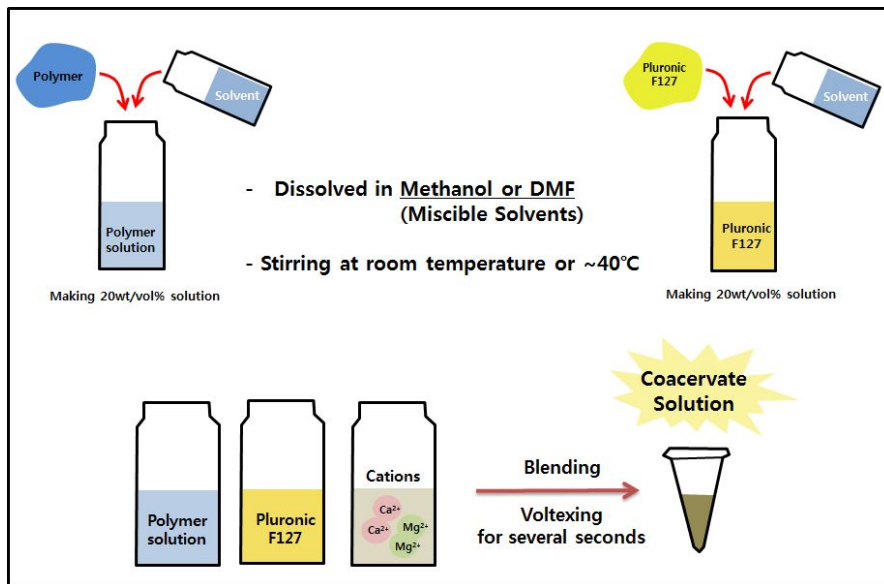 Polymer
Solvent
Polymer
solution
Making 20wt/vol% solution
- Dissolved in Methanol or DMF
(Miscible Solvents)
- Stirring at room temperature or ~40℃
Pluronic
F127
Solvent
Pluronic
F127
Making 20wt/vol% solution
Polymer
solution
Pluronic
F127
Cations
Ca²⁺
Ca²⁺
Mg²⁺
Mg²⁺
Blending
Voltexing
for several seconds
Coacervate
Solution